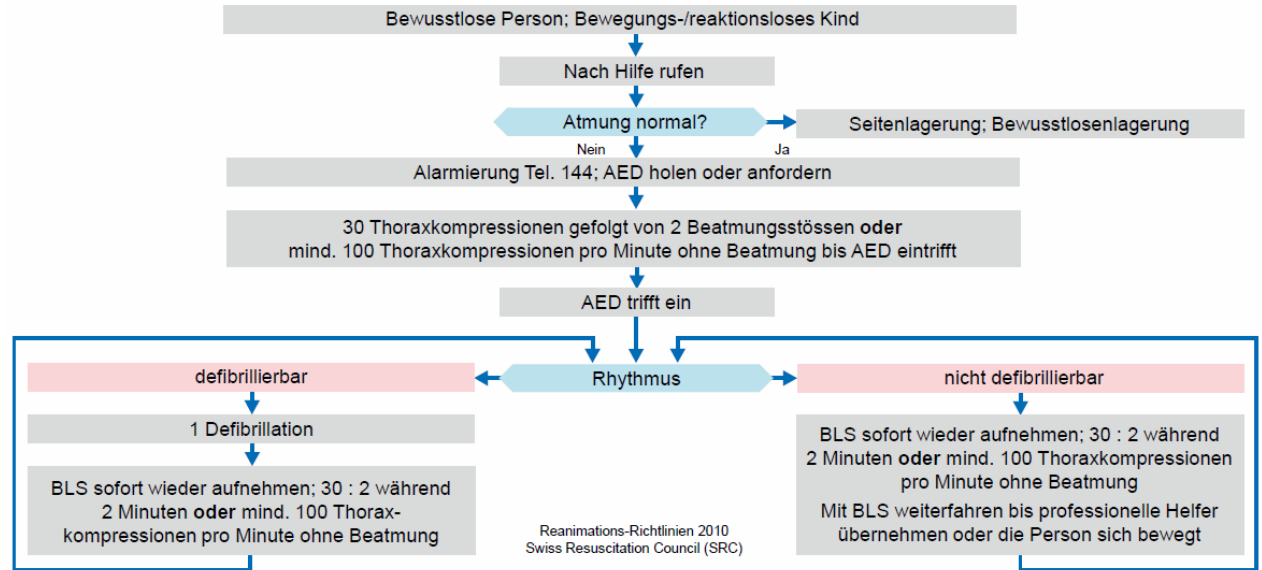 Bewusstlose Person; Bewegungs-/reaktionsloses Kind
Nach Hilfe rufen
Atmung normal?
Seitenlagerung; Bewusstlosenlagerung
Nein
Ja
Alarmierung Tel. 144; AED holen oder anfordern
30 Thoraxkompressionen gefolgt von 2 Beatmungsstössen oder
mind. 100 Thoraxkompressionen pro Minute ohne Beatmung bis AED eintrifft
AED trifft ein
Rhythmus
defibrillierbar
1 Defibrillation
BLS sofort wieder aufnehmen; 30 : 2 während
2 Minuten oder mind. 100 Thorax-
kompressionen pro Minute ohne Beatmung
nicht defibrillierbar
BLS sofort wieder aufnehmen; 30 : 2 während
2 Minuten oder mind. 100 Thoraxkompressionen
pro Minute ohne Beatmung
Mit BLS weiterfahren bis professionelle Helfer
übernehmen oder die Person sich bewegt
Reanimations-Richtlinien 2010
Swiss Resuscitation Council (SRC)